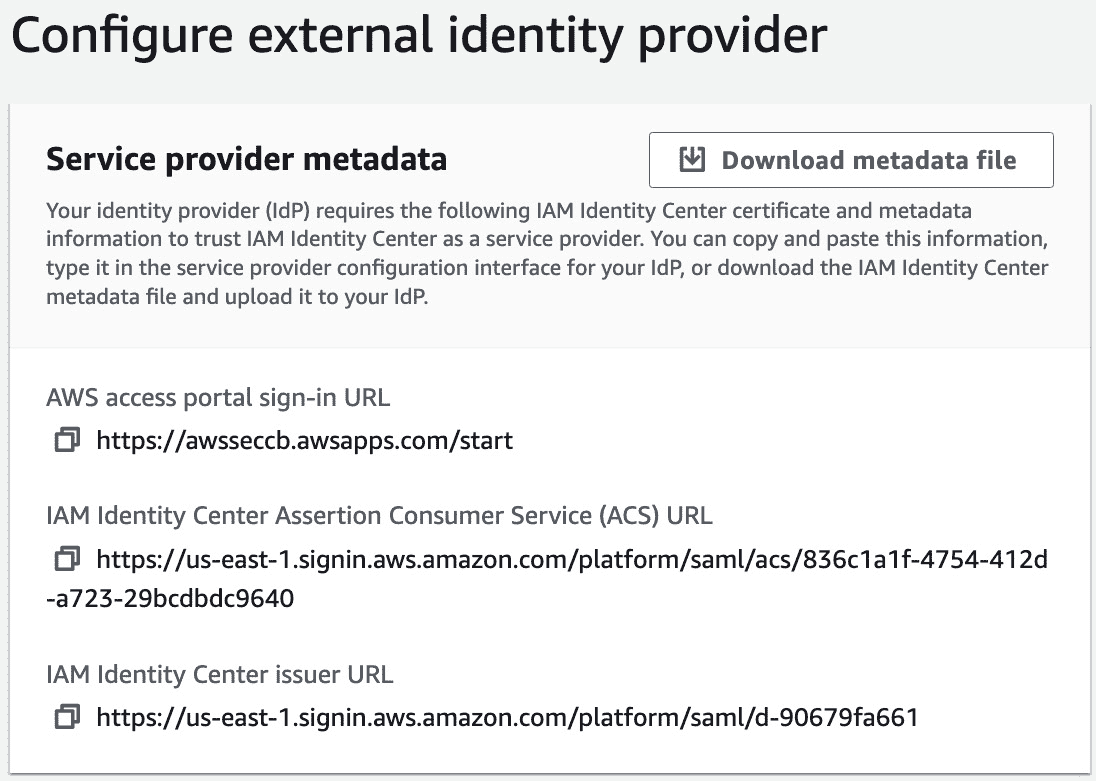 Configure external identity provider
Service provider metadata
Download metadata file
Your identity provider (IdP) requires the following IAM Identity Center certificate and metadata
information to trust IAM Identity Center as a service provider. You can copy and paste this information,
type it in the service provider configuration interface for your IdP, or download the IAM Identity Center
metadata file and upload it to your IdP.
AWS access portal sign-in URL
https://awsseccb.awsapps.com/start
IAM Identity Center Assertion Consumer Service (ACS) URL
https://us-east-1.signin.aws.amazon.com/platform/saml/acs/836c1a1f-4754-412d
-a723-29bcdbdc9640
IAM Identity Center issuer URL
https://us-east-1.signin.aws.amazon.com/platform/saml/d-90679fa661